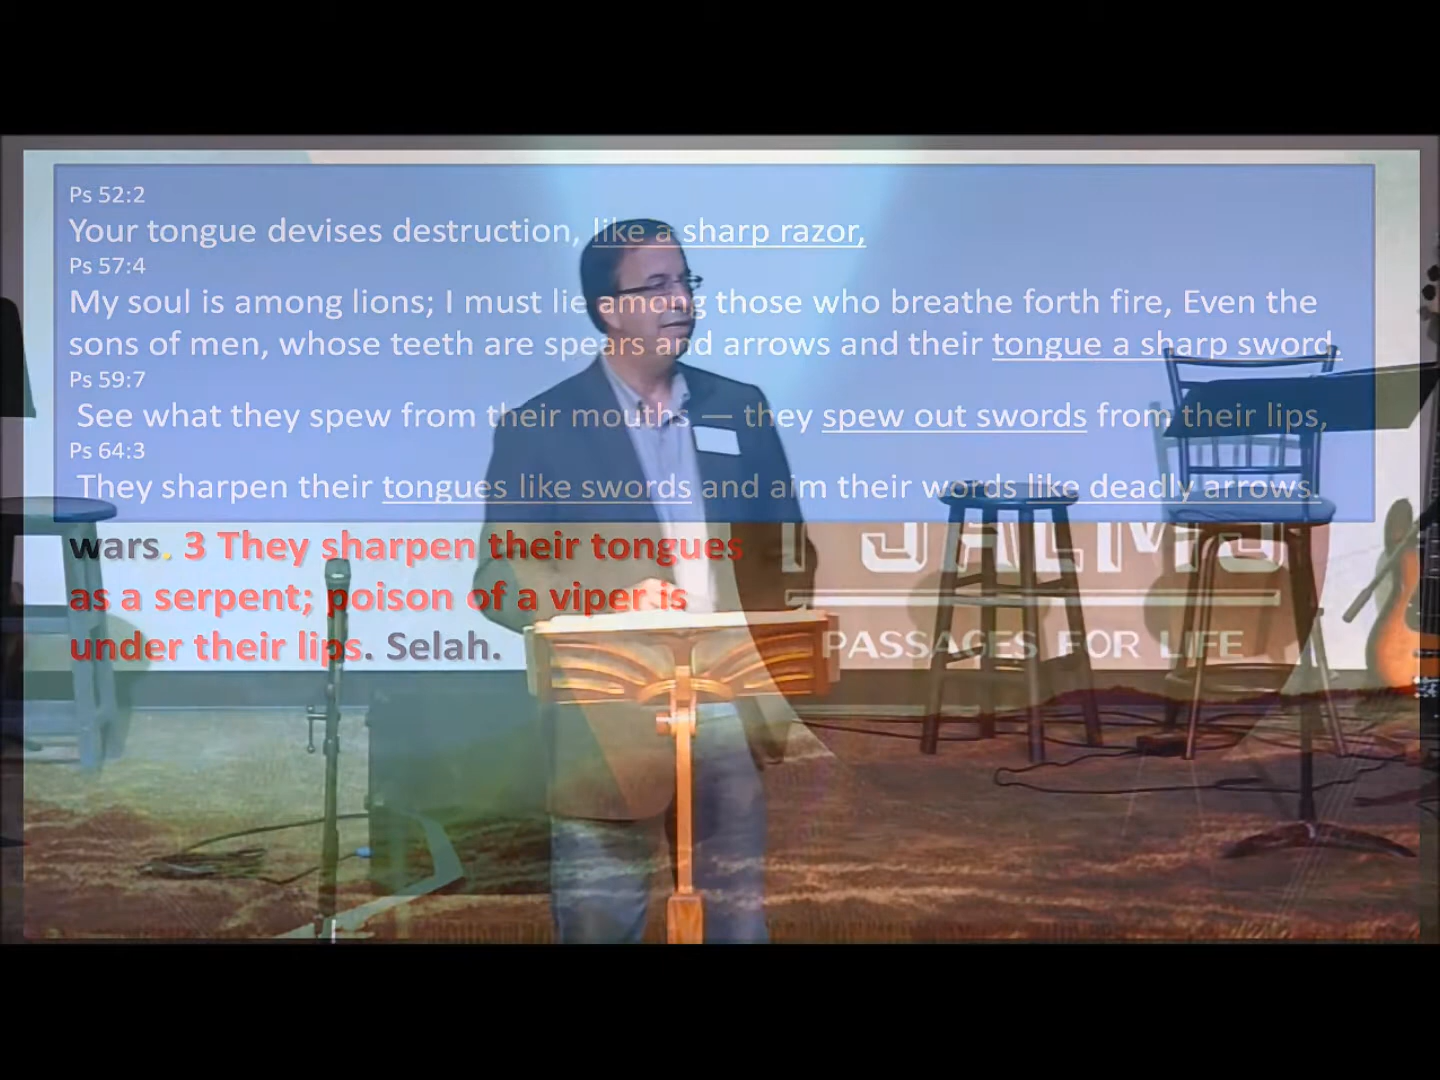 Ps 52:2
Your tongue devises destruction, like a sharp razor,
Ps 57:4
My soul is among lions; I must lie among those who breathe forth fire, Even the
sons of men, whose teeth are spears and arrows and their tongue a sharp sword.
Ps 59:7
See what they spew from their mouths — they spew out swords from their lips,
Ps 64:3
They sharpen their tongues like swords and aim their words like deadly arrows.
wars. 3 They sharpen their tongues
as a serpent; poison of a viper is
under their lips. Selah.
PSALMS
PASSAGES FOR LIFE